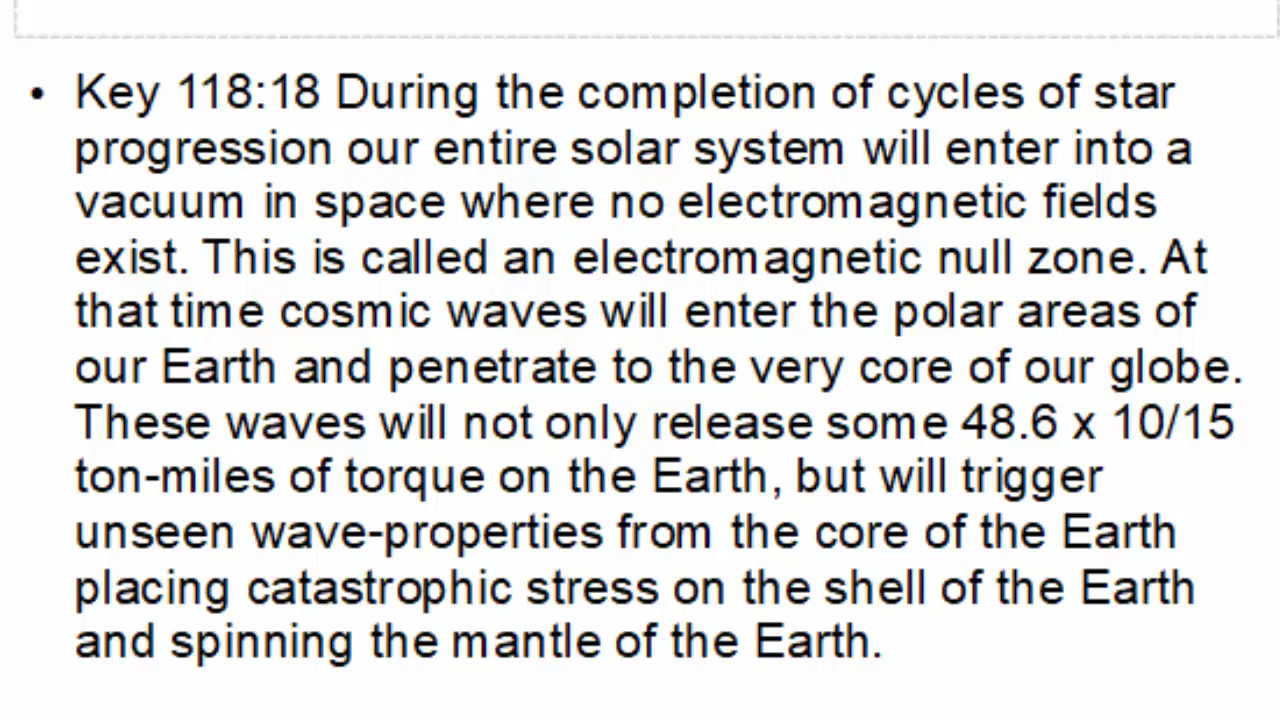 • Key 118:18 During the completion of cycles of star
progression our entire solar system will enter into a
vacuum in space where no electromagnetic fields
exist. This is called an electromagnetic null zone. At
that time cosmic waves will enter the polar areas of
our Earth and penetrate to the very core of our globe.
These waves will not only release some 48.6 x 10/15
ton-miles of torque on the Earth, but will trigger
unseen wave-properties from the core of the Earth
placing catastrophic stress on the shell of the Earth
and spinning the mantle of the Earth.